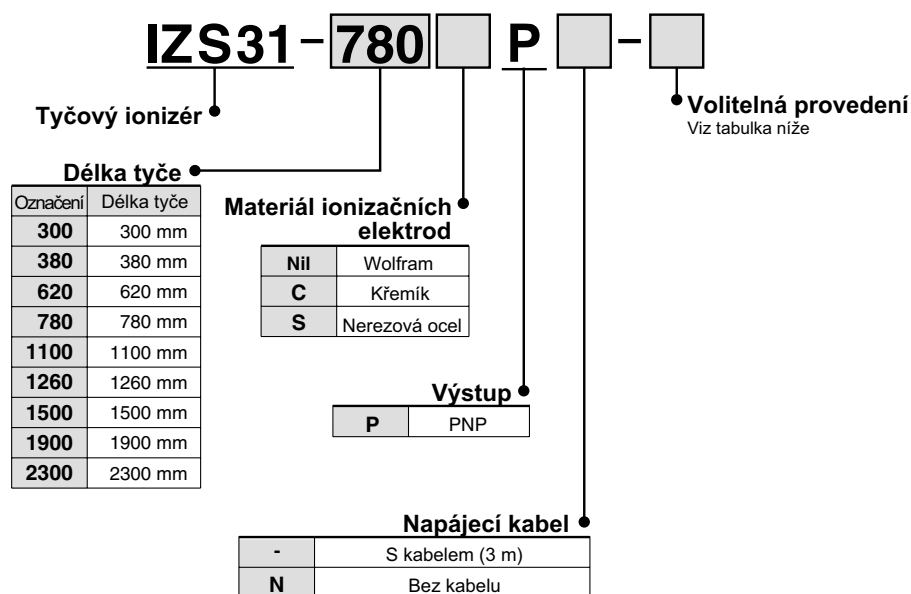 IZS31-780 P -
Tyčový ionizér
Volitelná provedení
Viz tabulka níže
Délka tyče
Označení Délka tyče
300 300 mm
380 380 mm
620 620 mm
780 780 mm
1100 1100 mm
1260 1260 mm
1500 1500 mm
1900 1900 mm
2300 2300 mm
Materiál ionizačních
elektrod
Nil Wolfram
C Křemík
S Nerezová ocel
Výstup
P PNP
Napájecí kabel
- S kabelem (3 m)
N Bez kabelu